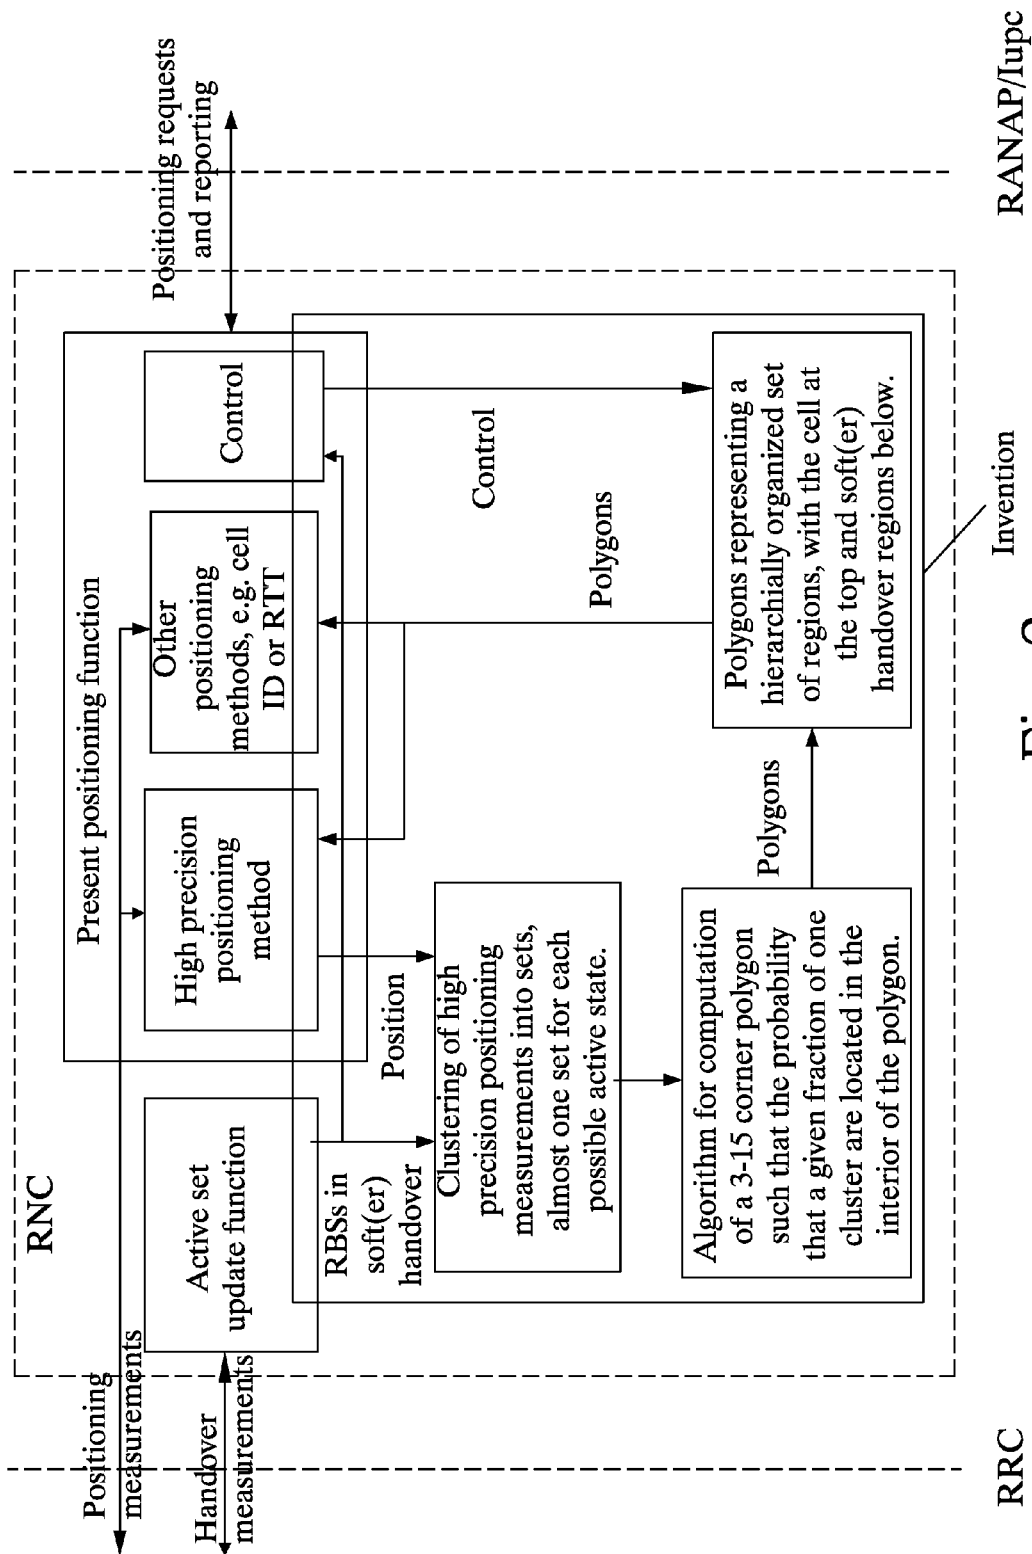 RNC
Present positioning function
Positioning requests
and reporting
Positioning
measurements
Handover
measurements
Active set
update function
High precision
positioning
method
Other
positioning
methods, e.g. cell
ID or RTT
Control
RBSs in
soft(er)
handover
Position
Clustering of high
precision positioning
measurements into sets,
almost one set for each
possible active state.
Polygons
Control
Algorithm for computation
of a 3-15 corner polygon
such that the probability
that a given fraction of one
cluster are located in the
interior of the polygon.
Polygons
Polygons representing a
hierarchially organized set
of regions, with the cell at
the top and soft(er)
handover regions below.
Invention
RRC
RANAP/Iupc